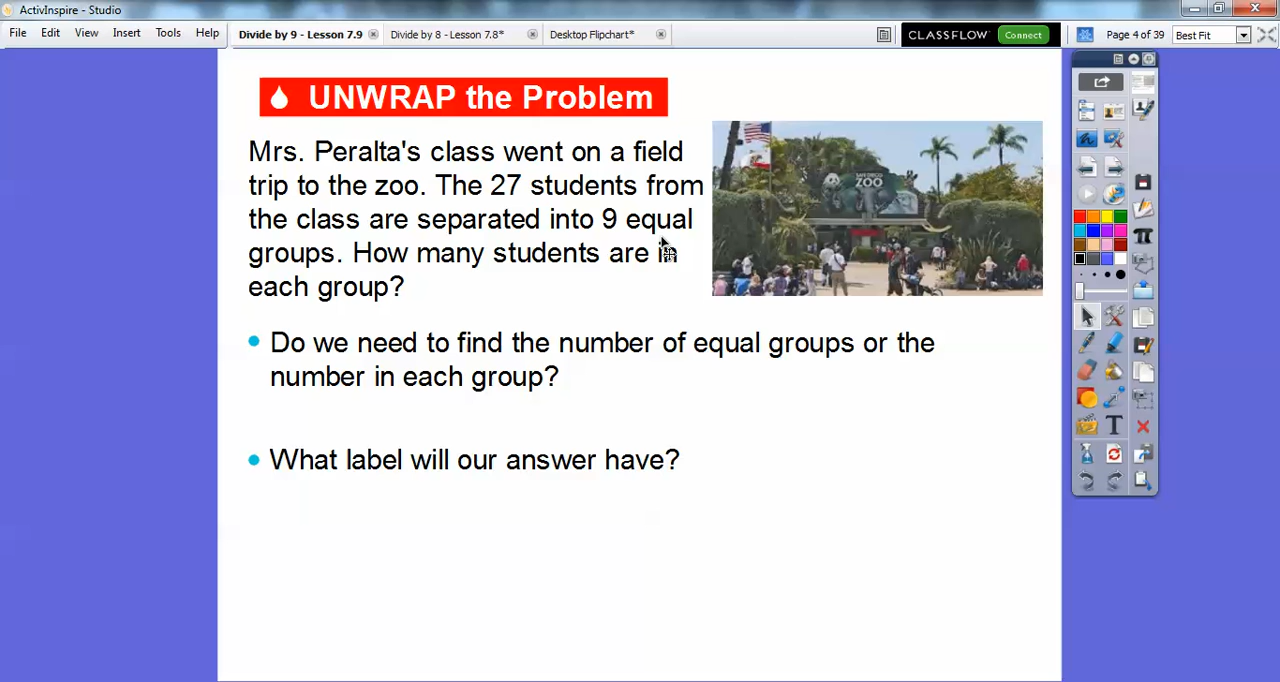 ActivInspire - Studio
File Edit View Insert Tools Help
Divide by 9 - Lesson 7.9
Divide by 8 - Lesson 7.8*
Desktop Flipchart*
CLASSFLOW Connect
Page 4 of 39
Best Fit
UNWRAP the Problem
Mrs. Peralta's class went on a field
trip to the zoo. The 27 students from
the class are separated into 9 equal
groups. How many students are in
each group?
SAN DIEGO
ZOO
• Do we need to find the number of equal groups or the
number in each group?
• What label will our answer have?